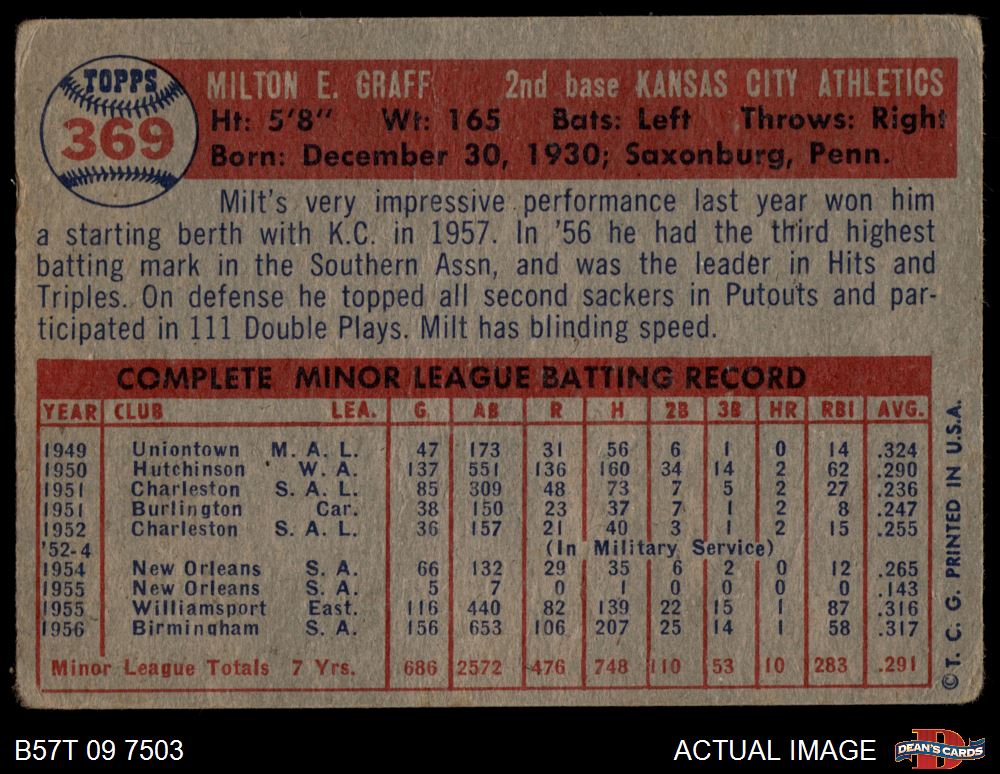 TOPPS
369
MILTON E. GRAFF 2nd base KANSAS CITY ATHLETICS
Ht: 5'8" Wt: 165 Bats: Left Throws: Right
Born: December 30, 1930; Saxonburg, Penn.
Milt's very impressive performance last year won him
a starting berth with K.C. in 1957. In '56 he had the third highest
batting mark in the Southern Assn, and was the leader in Hits and
Triples. On defense he topped all second sackers in Putouts and par-
ticipated in 111 Double Plays. Milt has blinding speed.
COMPLETE MINOR LEAGUE BATTING RECORD
YEAR CLUB LEA. G AB R H 2B 3B HR RBI AVG.
1949 Uniontown M. A. L. 47 173 31 56 6 1 0 14 .324
1950 Hutchinson W. A. 137 551 136 160 34 14 2 62 .290
1951 Charleston S. A. L. 85 309 48 73 7 5 2 27 .236
1951 Burlington Car. 38 150 23 37 7 1 2 8 .247
1952 Charleston S. A. L. 36 157 21 40 3 1 2 15 .255
'52-4 (In Military Service)
1954 New Orleans S. A. 66 132 29 35 6 2 0 12 .265
1955 New Orleans S. A. 5 7 0 1 0 0 0 0 .143
1955 Williamsport East. 116 440 82 139 22 15 1 87 .316
1956 Birmingham S. A. 156 653 106 207 25 14 1 58 .317
Minor League Totals 7 Yrs. 686 2572 476 748 110 53 10 283 .291
©T. C. G. PRINTED IN U.S.A.
B57T 09 7503 ACTUAL IMAGE
DEAN'S CARDS